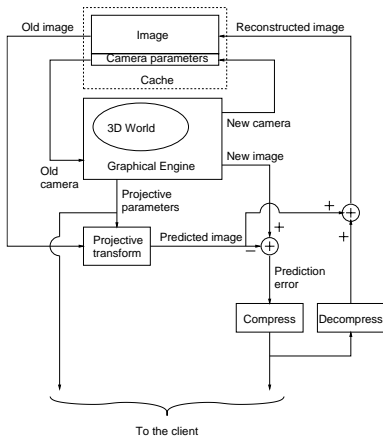 Old image
Image
Reconstructed image
Camera parameters
Cache
3D World
New camera
Graphical Engine
New image
Old
camera
Projective
parameters
+
+
+
Projective
transform
Predicted image
−
+
+
Prediction
error
Compress
Decompress
To the client